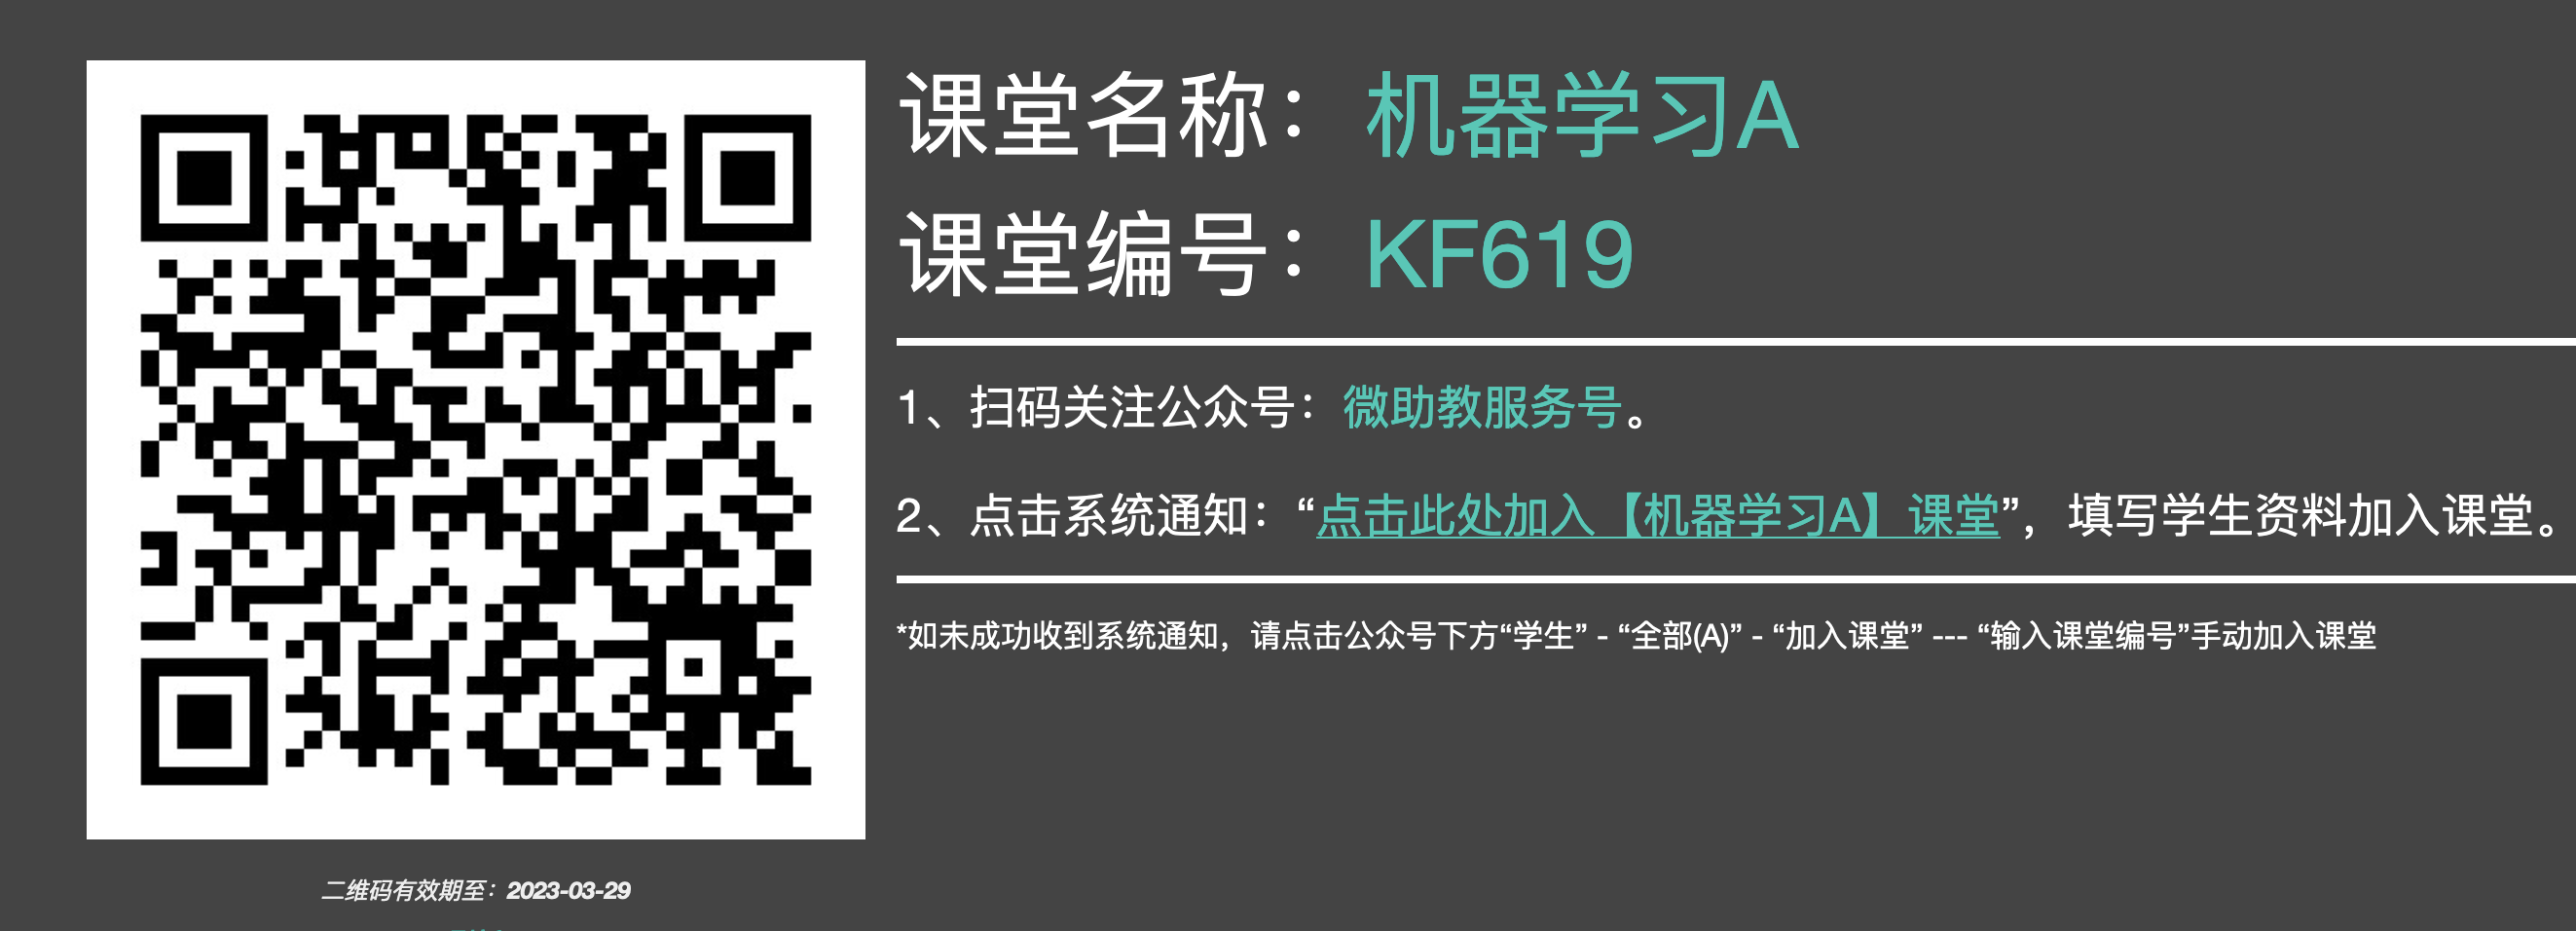 课堂名称：机器学习A
课堂编号：KF619
1、扫码关注公众号：微助教服务号。
2、点击系统通知：“点击此处加入【机器学习A】课堂”，填写学生资料加入课堂。
*如未成功收到系统通知，请点击公众号下方“学生” - “全部(A)” - “加入课堂” --- “输入课堂编号”手动加入课堂
二维码有效期至：2023-03-29